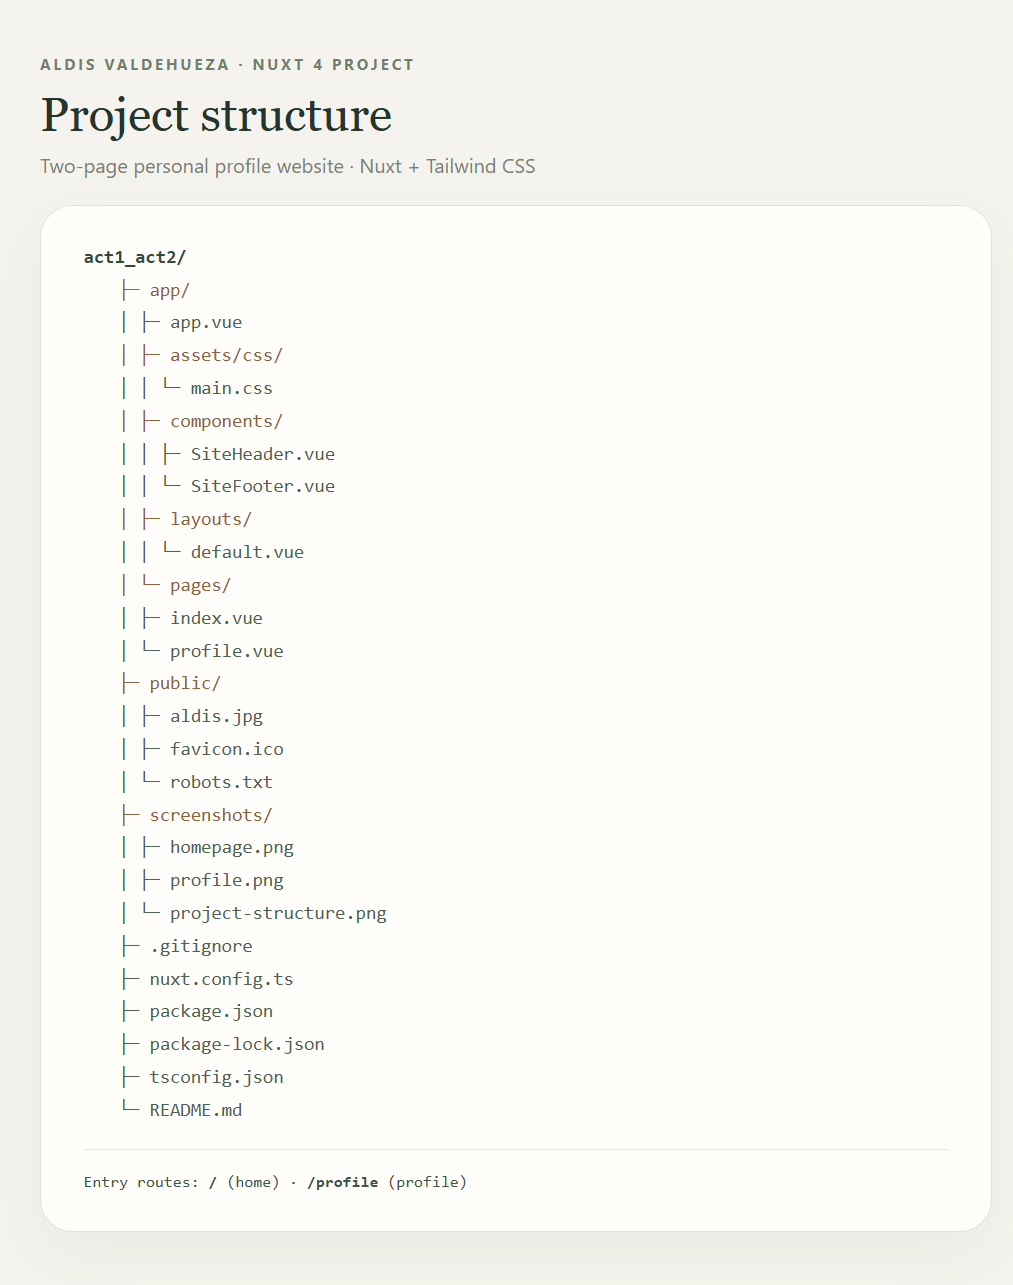 ALDIS VALDEHUEZA · NUXT 4 PROJECT
Project structure
Two-page personal profile website · Nuxt + Tailwind CSS
act1_act2/
├─ app/
│ ├─ app.vue
│ ├─ assets/css/
│ │ └─ main.css
│ ├─ components/
│ │ ├─ SiteHeader.vue
│ │ └─ SiteFooter.vue
│ ├─ layouts/
│ │ └─ default.vue
│ └─ pages/
│ ├─ index.vue
│ └─ profile.vue
├─ public/
│ ├─ aldis.jpg
│ ├─ favicon.ico
│ └─ robots.txt
├─ screenshots/
│ ├─ homepage.png
│ ├─ profile.png
│ └─ project-structure.png
├─ .gitignore
├─ nuxt.config.ts
├─ package.json
├─ package-lock.json
├─ tsconfig.json
└─ README.md
Entry routes: / (home) · /profile (profile)